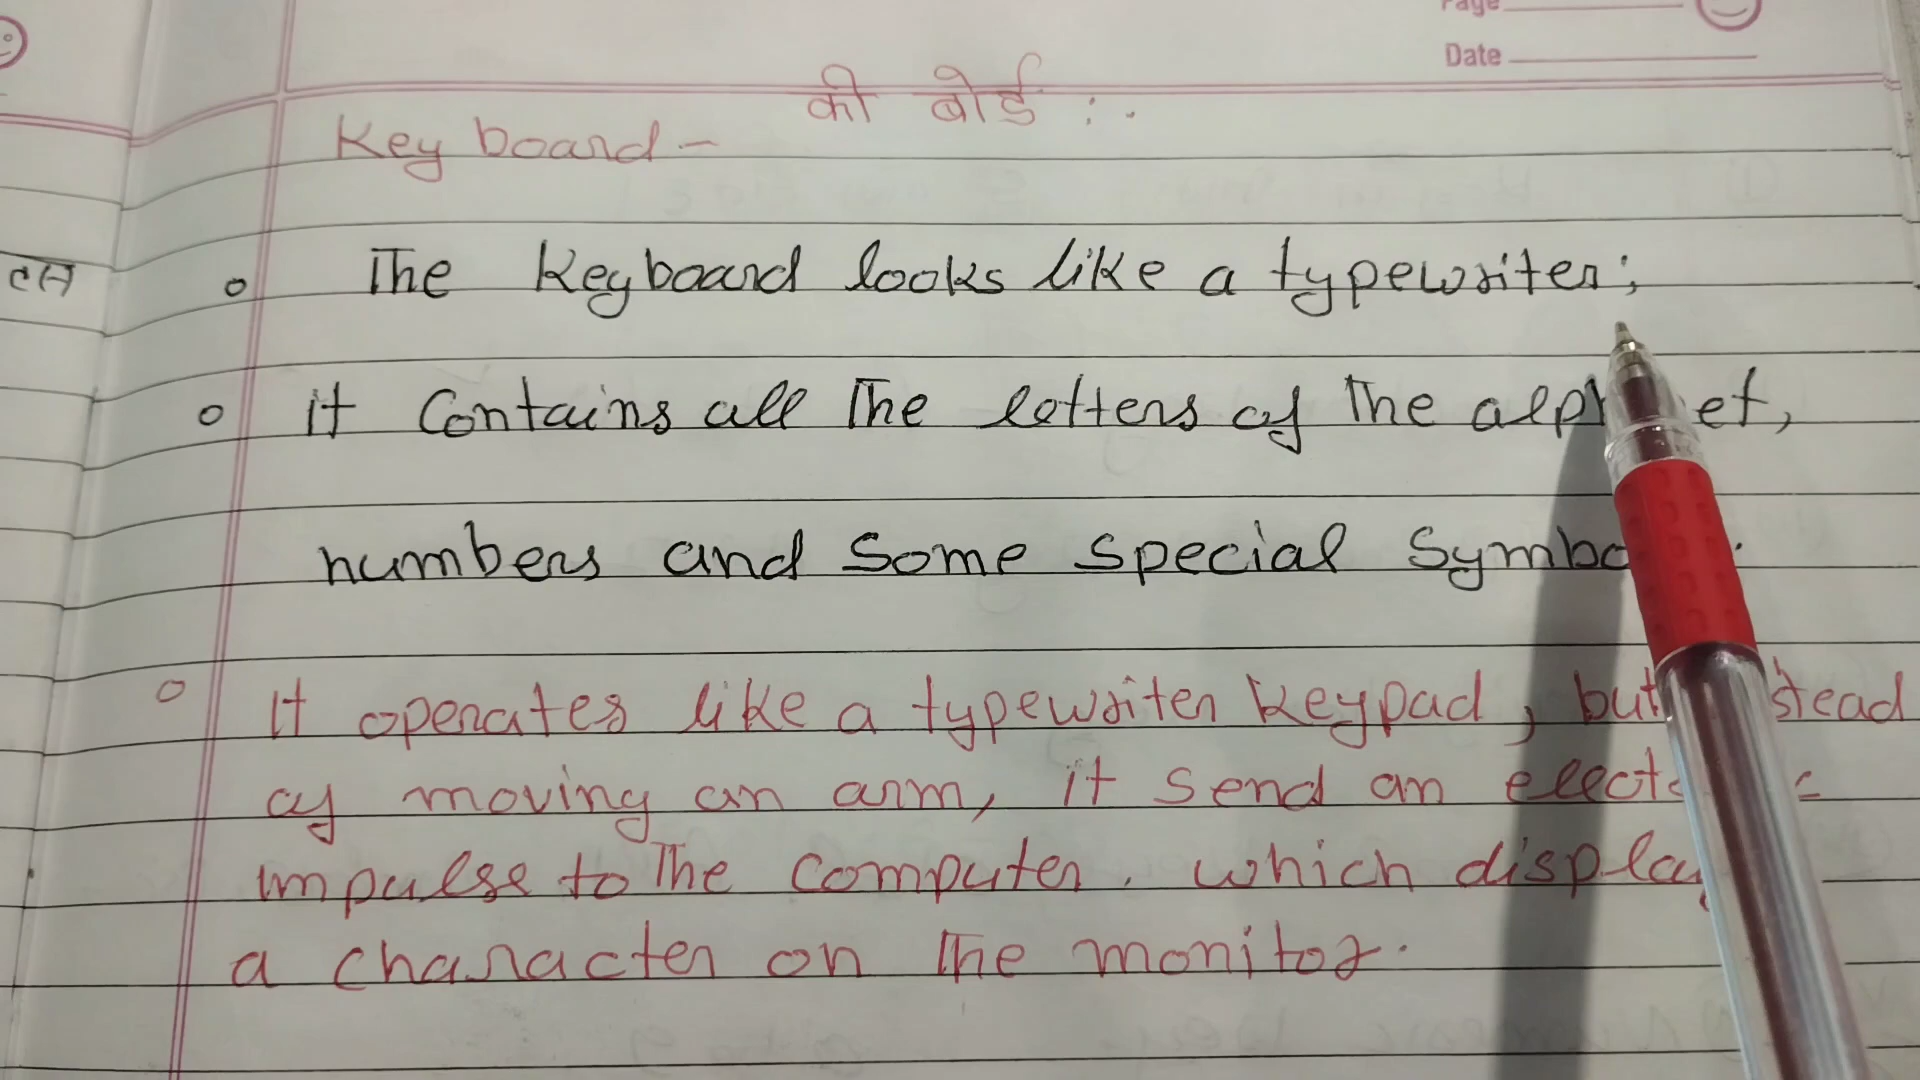 Page
Date
की बोर्ड :.
Key board -
The Keyboard looks like a typewriter;
it Contains all The letters of The
numbers and Some special
It operates like a typewriter keypad,
of moving an arm, it send an
impulse to The computer. which
a character on The monitor.